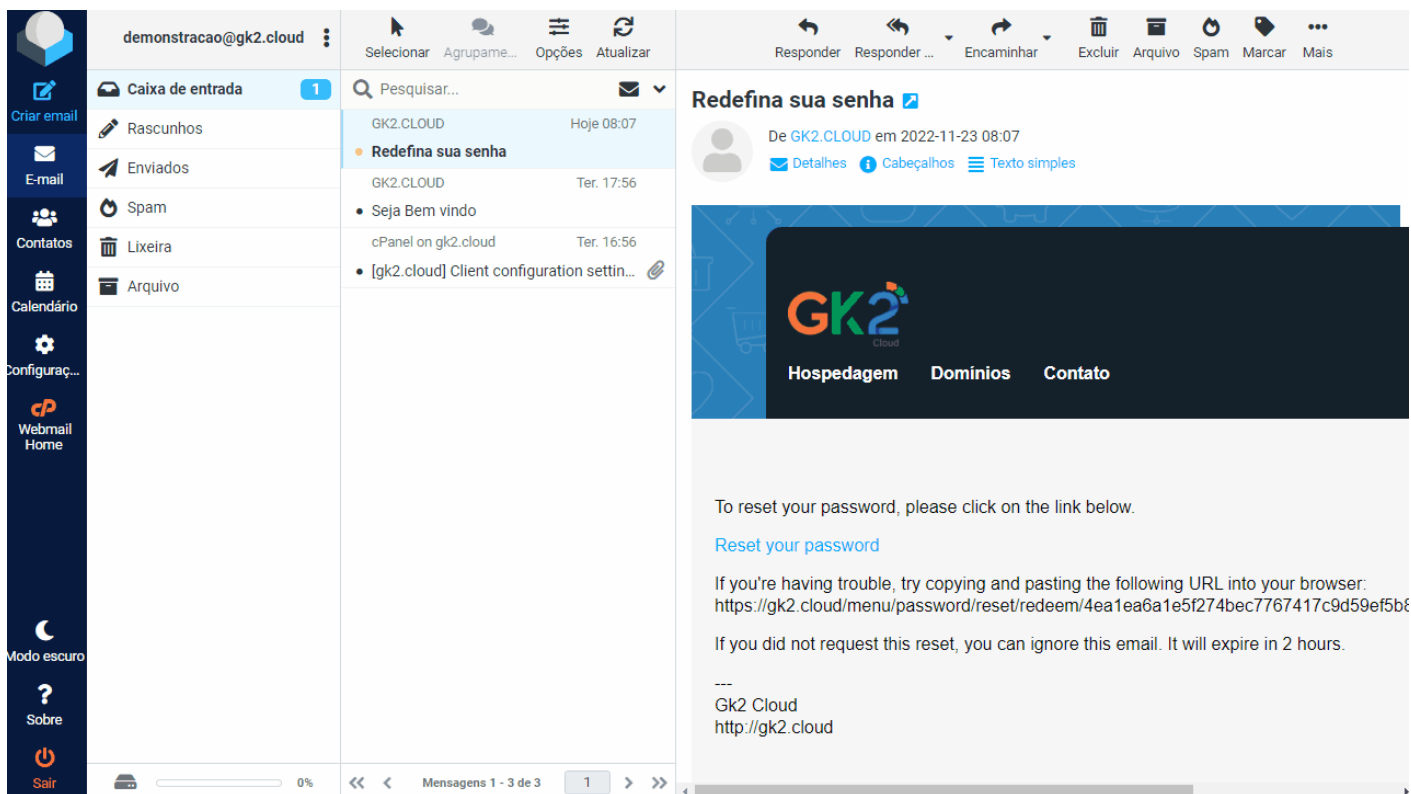 demonstracao@gk2.cloud
Selecionar
Agrupame...
Opções
Atualizar
Responder
Responder ...
Encaminhar
Excluir
Arquivo
Spam
Marcar
Mais
Criar email
E-mail
Contatos
Calendário
Configuraç...
cP
Webmail
Home
Modo escuro
Sobre
Sair
Caixa de entrada 1
Rascunhos
Enviados
Spam
Lixeira
Arquivo
0%
Pesquisar...
GK2.CLOUD Hoje 08:07
Redefina sua senha
GK2.CLOUD Ter. 17:56
Seja Bem vindo
cPanel on gk2.cloud Ter. 16:56
[gk2.cloud] Client configuration settin...
Mensagens 1 - 3 de 3 1
Redefina sua senha
De GK2.CLOUD em 2022-11-23 08:07
Detalhes Cabeçalhos Texto simples
GK2
Cloud
Hospedagem Domínios Contato
To reset your password, please click on the link below.
Reset your password
If you're having trouble, try copying and pasting the following URL into your browser:
https://gk2.cloud/menu/password/reset/redeem/4ea1ea6a1e5f274bec7767417c9d59ef5b8
If you did not request this reset, you can ignore this email. It will expire in 2 hours.
---
Gk2 Cloud
http://gk2.cloud